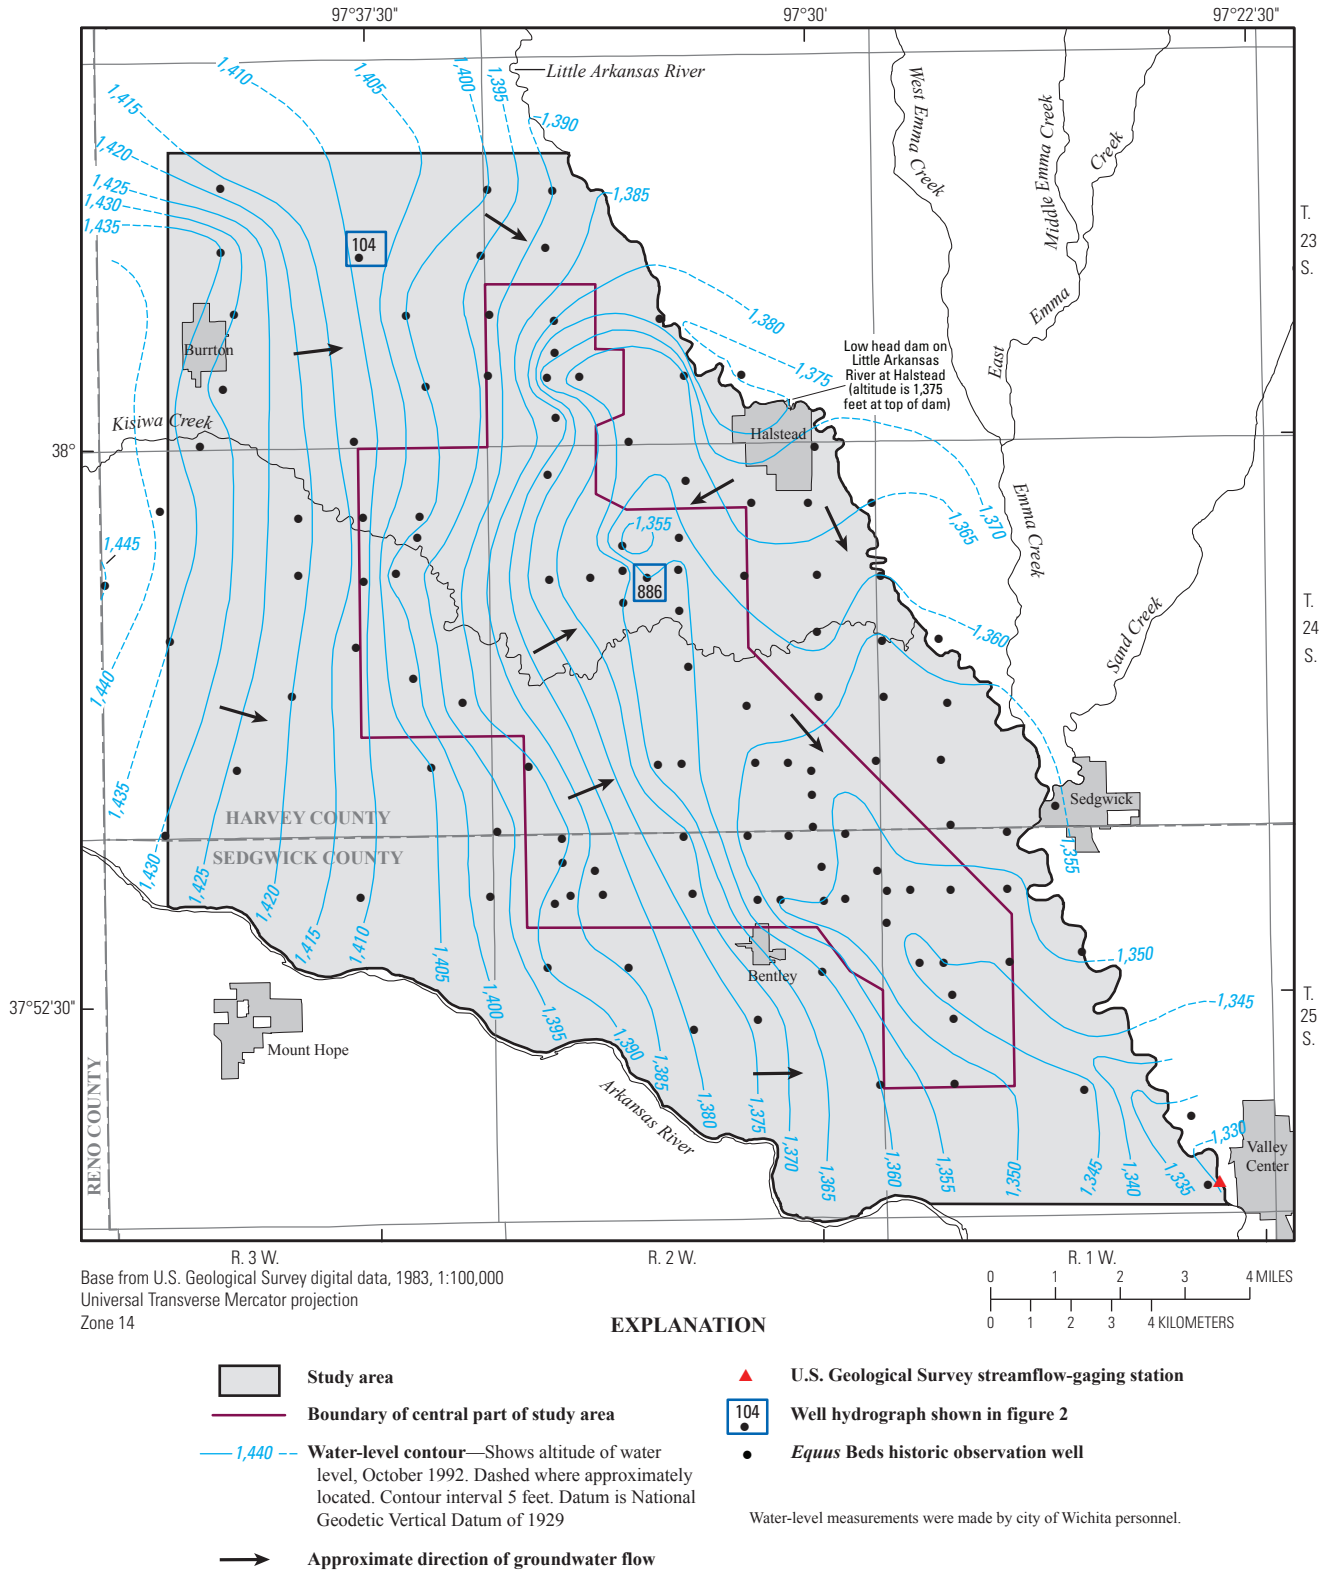 97°37'30"
97°30'
97°22'30"
1,410
1,405
1,400
1,395
Little Arkansas River
1,390
1,415
1,420
1,425
1,430
1,435
1,385
West Emma Creek
Middle Emma Creek
Creek
Emma
East
T.
23
S.
104
Burrton
1,380
1,375
Low head dam on
Little Arkansas
River at Halstead
(altitude is 1,375
feet at top of dam)
Kisiwa Creek
Halstead
38°
1,355
1,365
1,370
Emma Creek
1,445
886
1,360
Sand Creek
T.
24
S.
1,440
1,435
HARVEY COUNTY
SEDGWICK COUNTY
Sedgwick
1,355
1,430
1,425
1,420
1,415
1,410
1,405
1,400
1,395
1,390
1,385
1,380
1,375
1,370
1,365
1,360
1,355
1,350
1,345
1,340
1,335
1,330
1,350
1,345
Bentley
37°52'30"
Mount Hope
T.
25
S.
RENO COUNTY
Arkansas River
Valley
Center
R. 3 W.
R. 2 W.
R. 1 W.
Base from U.S. Geological Survey digital data, 1983, 1:100,000
Universal Transverse Mercator projection
Zone 14
0 1 2 3 4 MILES
0 1 2 3 4 KILOMETERS
EXPLANATION
Study area
Boundary of central part of study area
1,440
Water-level contour—Shows altitude of water
level, October 1992. Dashed where approximately
located. Contour interval 5 feet. Datum is National
Geodetic Vertical Datum of 1929
Approximate direction of groundwater flow
U.S. Geological Survey streamflow-gaging station
104
Well hydrograph shown in figure 2
Equus Beds historic observation well
Water-level measurements were made by city of Wichita personnel.